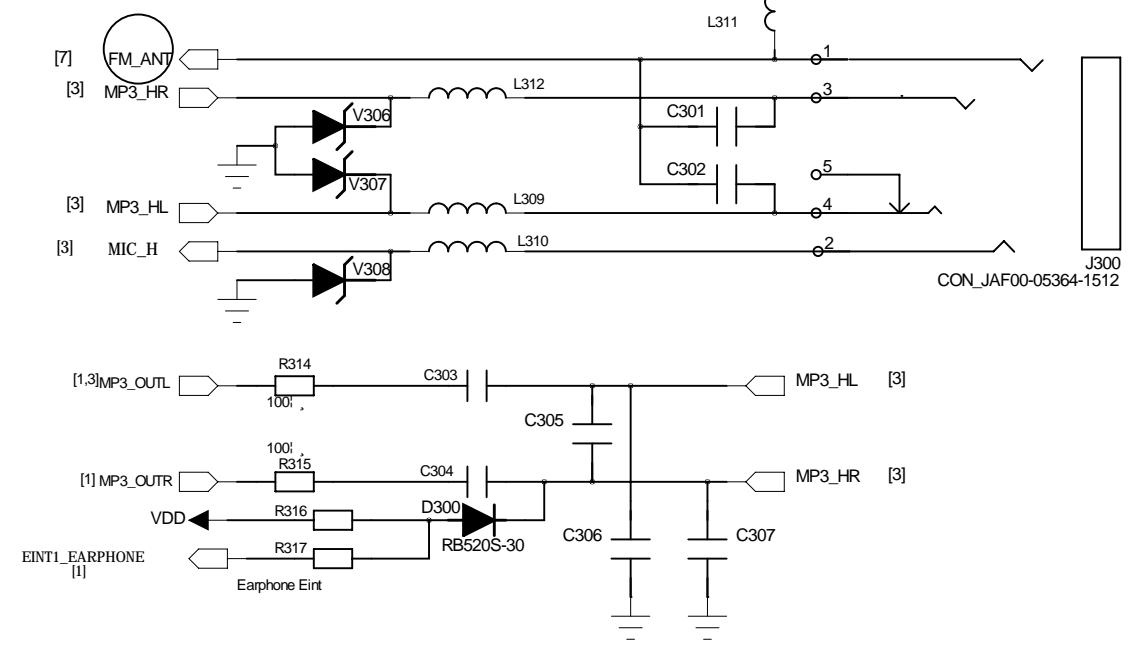 L311
[7] FM_ANT 1
[3] MP3_HR L312 3
V306 C301
C302 5
V307
[3] MP3_HL L309 4
[3] MIC_H L310 2
V308
J300
CON_JAF00-05364-1512
R314
[1,3]MP3_OUTL C303 MP3_HL [3]
100¦¸
C305
100¦¸
R315
[1] MP3_OUTR C304 MP3_HR [3]
D300
VDD R316
RB520S-30
C306 C307
EINT1_EARPHONE R317
[1]
Earphone Eint